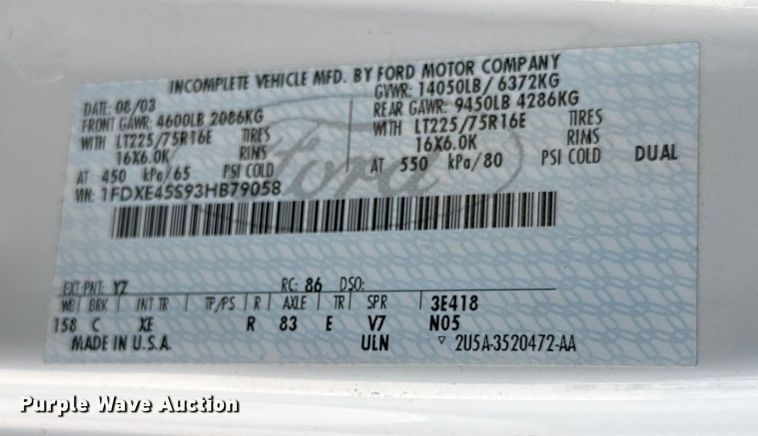 INCOMPLETE VEHICLE MFD. BY FORD MOTOR COMPANY
DATE: 08/03 GVWR: 14050LB/ 6372KG
FRONT GAWR: 4600LB 2086KG REAR GAWR: 9450LB 4286KG
WITH LT225/75R16E TIRES WITH LT225/75R16E TIRES
16X6.0K RIMS 16X6.0K RIMS
AT 450 kPa/65 PSI COLD AT 550 kPa/80 PSI COLD DUAL
VIN: 1FDXE45S93HB79058
Ford
EXT PNT: YZ RC: 86 DSO:
WB BRK INT TR TP/PS R AXLE TR SPR 3E418
158 C XE R 83 E V7 N05
MADE IN U.S.A. ULN ▽ 2U5A-3520472-AA
Purple Wave Auction